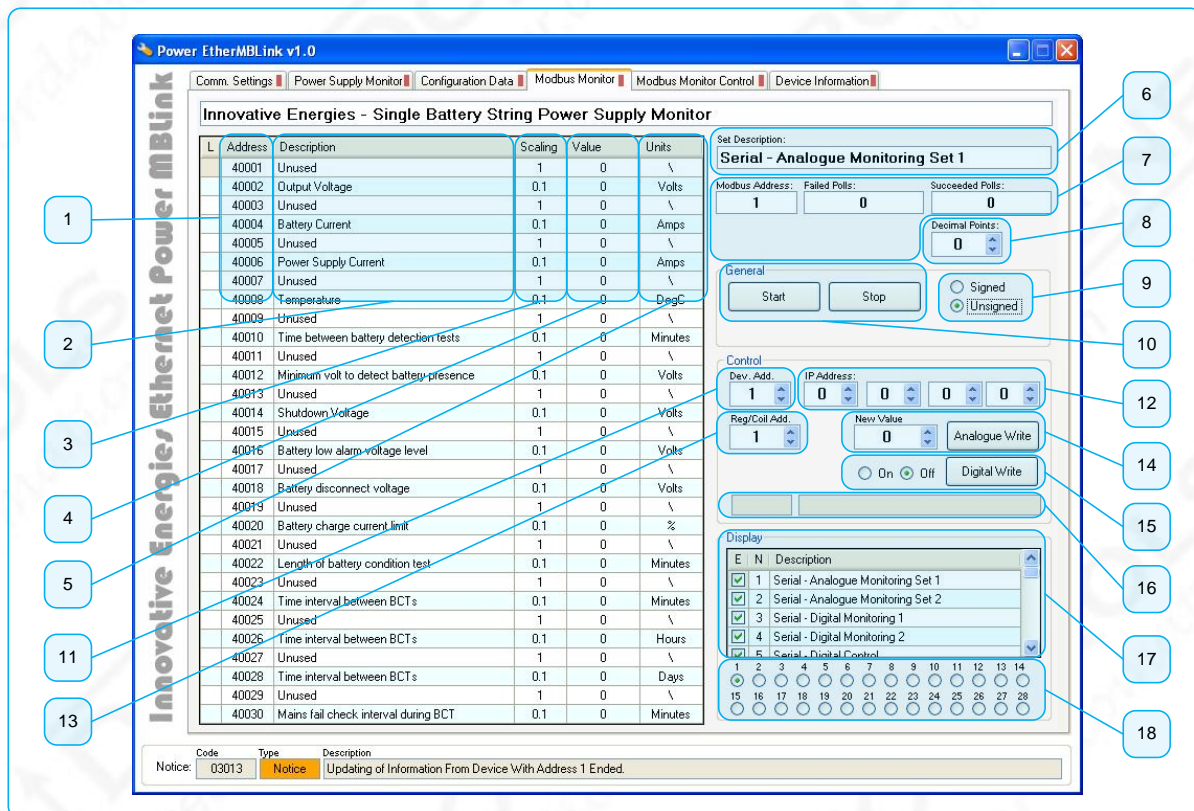 Power EtherMBLink v1.0
Comm. Settings Power Supply Monitor Configuration Data Modbus Monitor Modbus Monitor Control Device Information
Innovative Energies Ethernet Power MBLink
Innovative Energies - Single Battery String Power Supply Monitor
L Address Description Scaling Value Units
40001 Unused 1 0 \
40002 Output Voltage 0.1 0 Volts
40003 Unused 1 0 \
40004 Battery Current 0.1 0 Amps
40005 Unused 1 0 \
40006 Power Supply Current 0.1 0 Amps
40007 Unused 1 0 \
40008 Temperature 0.1 0 DegC
40009 Unused 1 0 \
40010 Time between battery detection tests 0.1 0 Minutes
40011 Unused 1 0 \
40012 Minimum volt to detect battery presence 0.1 0 Volts
40013 Unused 1 0 \
40014 Shutdown Voltage 0.1 0 Volts
40015 Unused 1 0 \
40016 Battery low alarm voltage level 0.1 0 Volts
40017 Unused 1 0 \
40018 Battery disconnect voltage 0.1 0 Volts
40019 Unused 1 0 \
40020 Battery charge current limit 0.1 0 %
40021 Unused 1 0 \
40022 Length of battery condition test 0.1 0 Minutes
40023 Unused 1 0 \
40024 Time interval between BCTs 0.1 0 Minutes
40025 Unused 1 0 \
40026 Time interval between BCTs 0.1 0 Hours
40027 Unused 1 0 \
40028 Time interval between BCTs 0.1 0 Days
40029 Unused 1 0 \
40030 Mains fail check interval during BCT 0.1 0 Minutes
Set Description:
Serial - Analogue Monitoring Set 1
Modbus Address: Failed Polls: Succeeded Polls:
1 0 0
Decimal Points:
0
General
Start Stop
Signed
Unsigned
Control
Dev. Add. IP Address:
1 0 0 0 0
Reg/Coil Add. New Value
1 0 Analogue Write
On Off Digital Write
Display
E N Description
1 Serial - Analogue Monitoring Set 1
2 Serial - Analogue Monitoring Set 2
3 Serial - Digital Monitoring 1
4 Serial - Digital Monitoring 2
5 Serial - Digital Control
1 2 3 4 5 6 7 8 9 10 11 12 13 14
15 16 17 18 19 20 21 22 23 24 25 26 27 28
Code Type Description
Notice: 03013 Notice Updating of Information From Device With Address 1 Ended.
1
2
3
4
5
11
13
6
7
8
9
10
12
14
15
16
17
18